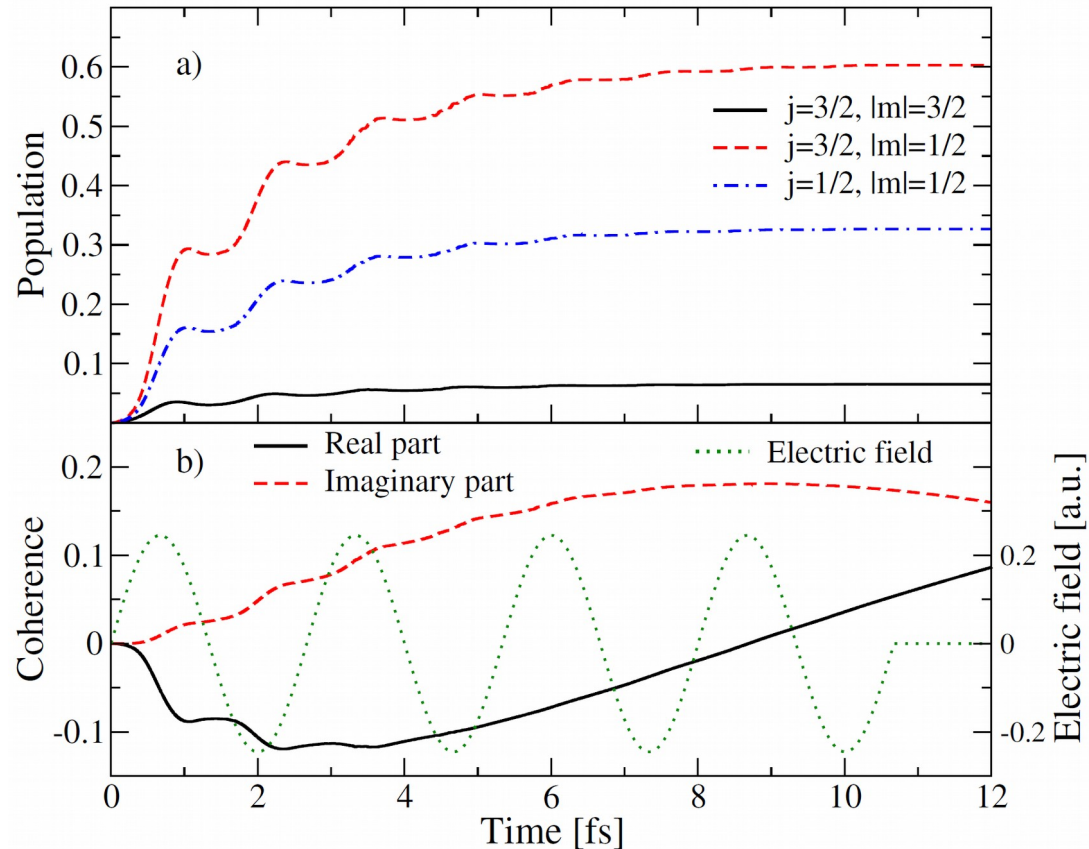 a)
0.6
0.5
0.4
0.3
0.2
0.1
Population
j=3/2, |m|=3/2
j=3/2, |m|=1/2
j=1/2, |m|=1/2
b)
Real part
Imaginary part
Electric field
0.2
0.1
0
-0.1
Coherence
0.2
0
-0.2
Electric field [a.u.]
0 2 4 6 8 10 12
Time [fs]